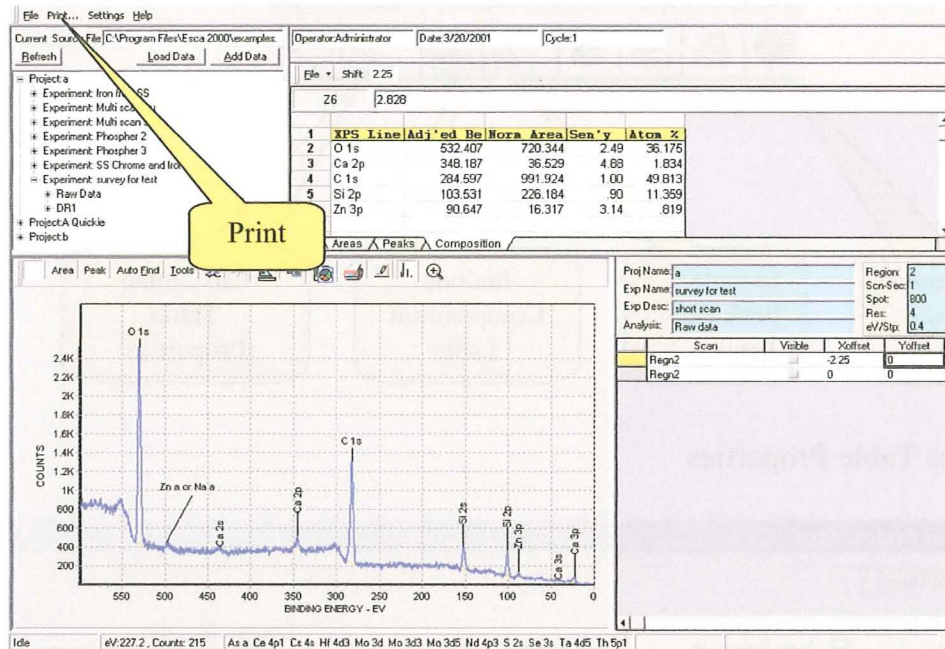 File Print... Settings Help
Current Source File C:\Program Files\Esca 2000\examples.
Operator:Administrator Date:3/20/2001 Cycle:1
Refresh Load Data Add Data
File Shift 2.25
Z6 2.828
Project:a
Experiment: Iron SS
Experiment: Multi
Experiment: Multi scan
Experiment: Phospher 2
Experiment: Phospher 3
Experiment: SS Chrome and
Experiment: survey for test
Raw Data
DR1
Project:A Quickie
Project:b
1 XPS Line Adj'ed Be Norm Area Sen'y Atom %
2 O 1s 532.407 720.344 2.49 36.175
3 Ca 2p 348.187 36.529 4.88 1.834
4 C 1s 284.597 991.924 1.00 49.813
5 Si 2p 103.531 226.184 .90 11.359
Zn 3p 90.647 16.317 3.14 .819
Areas Peaks Composition
Print
Area Peak Auto Find Tools
Proj Name: a
Exp Name: survey for test
Exp Desc: short scan
Analysis: Raw data
Region: 2
Scn-Sec: 1
Spot: 800
Res: 4
eV/Stp: 0.4
Scan Visible Xoffset Yoffset
Regn2 -2.25 0
Regn2 0 0
COUNTS
2.4K
2.2K
2K
1.8K
1.6K
1.4K
1.2K
1K
800
600
400
200
O 1s
Zn a or Na a
Ca 2s
Ca 2p
C 1s
Si 2s
Si 2p
Zn 3p
Ca 3s
Ca 3p
550 500 450 400 350 300 250 200 150 100 50 0
BINDING ENERGY - EV
Idle eV:227.2 , Counts: 215 As a Ce 4p1 Cs 4s Hf 4d3 Mo 3d Mo 3d3 Mo 3d5 Nd 4p3 S 2s Se 3s Ta 4d5 Th 5p1